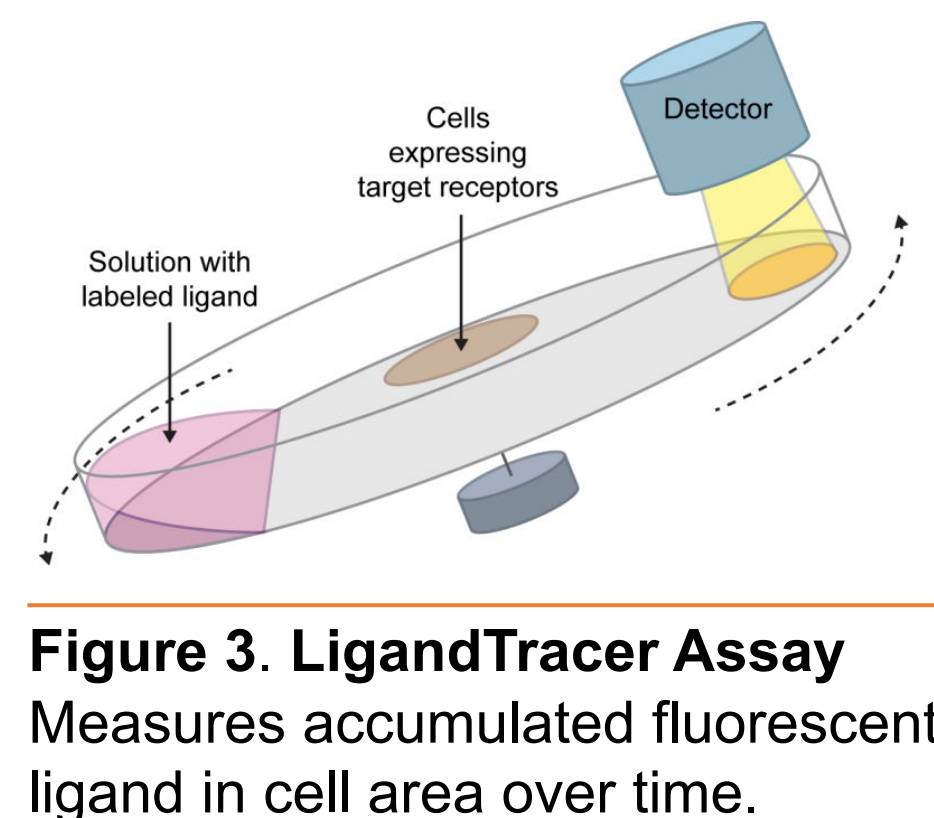 Detector
Cells
expressing
target receptors
Solution with
labeled ligand
Figure 3. LigandTracer Assay
Measures accumulated fluorescent
ligand in cell area over time.